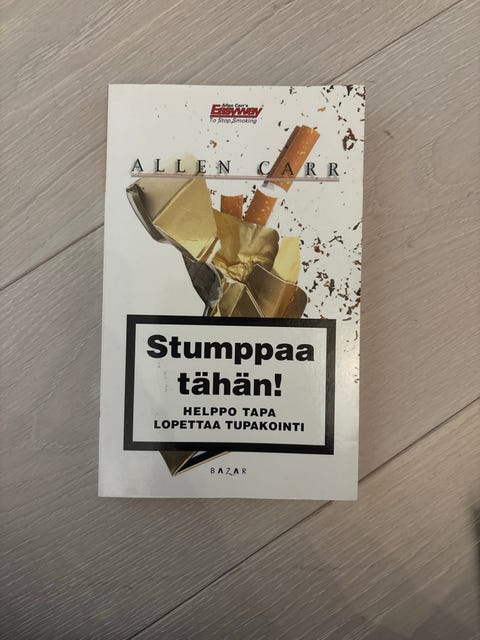 Allen Carr's
Easyway
To Stop Smoking
ALLEN CARR
Stumppaa
tähän!
HELPPO TAPA
LOPETTAA TUPAKOINTI
BAZAR